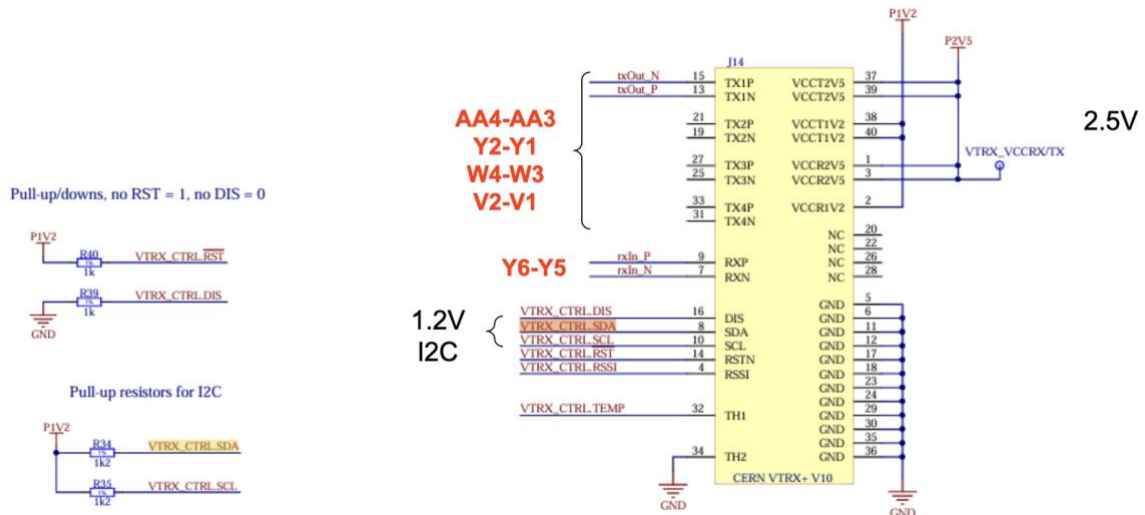 P1V2
P2V5
J14
txOut_N 15 TX1P VCCT2V5 37
txOut_P 13 TX1N VCCT2V5 39
AA4-AA3
Y2-Y1
W4-W3
V2-V1
21 TX2P VCCT1V2 38
19 TX2N VCCT1V2 40
2.5V
VTRX_VCCRX/TX
27 TX3P VCCR2V5 1
25 TX3N VCCR2V5 3
33 TX4P VCCR1V2 2
31 TX4N
NC 20
NC 22
NC 26
NC 28
Y6-Y5
rxIn_P 9 RXP
rxIn_N 7 RXN
1.2V
I2C
VTRX_CTRL.DIS 16 DIS
VTRX_CTRL.SDA 8 SDA
VTRX_CTRL.SCL 10 SCL
VTRX_CTRL.RST 14 RSTN
VTRX_CTRL.RSSI 4 RSSI
VTRX_CTRL.TEMP 32 TH1
34 TH2
GND
GND 5
GND 6
GND 11
GND 12
GND 17
GND 18
GND 23
GND 24
GND 29
GND 30
GND 35
GND 36
CERN VTRX+ V10
GND
Pull-up/downs, no RST = 1, no DIS = 0
P1V2
R40
1%
1k
VTRX_CTRL.RST
R39
1%
1k
VTRX_CTRL.DIS
GND
Pull-up resistors for I2C
P1V2
R34
1%
1k2
VTRX_CTRL.SDA
R35
1%
1k2
VTRX_CTRL.SCL